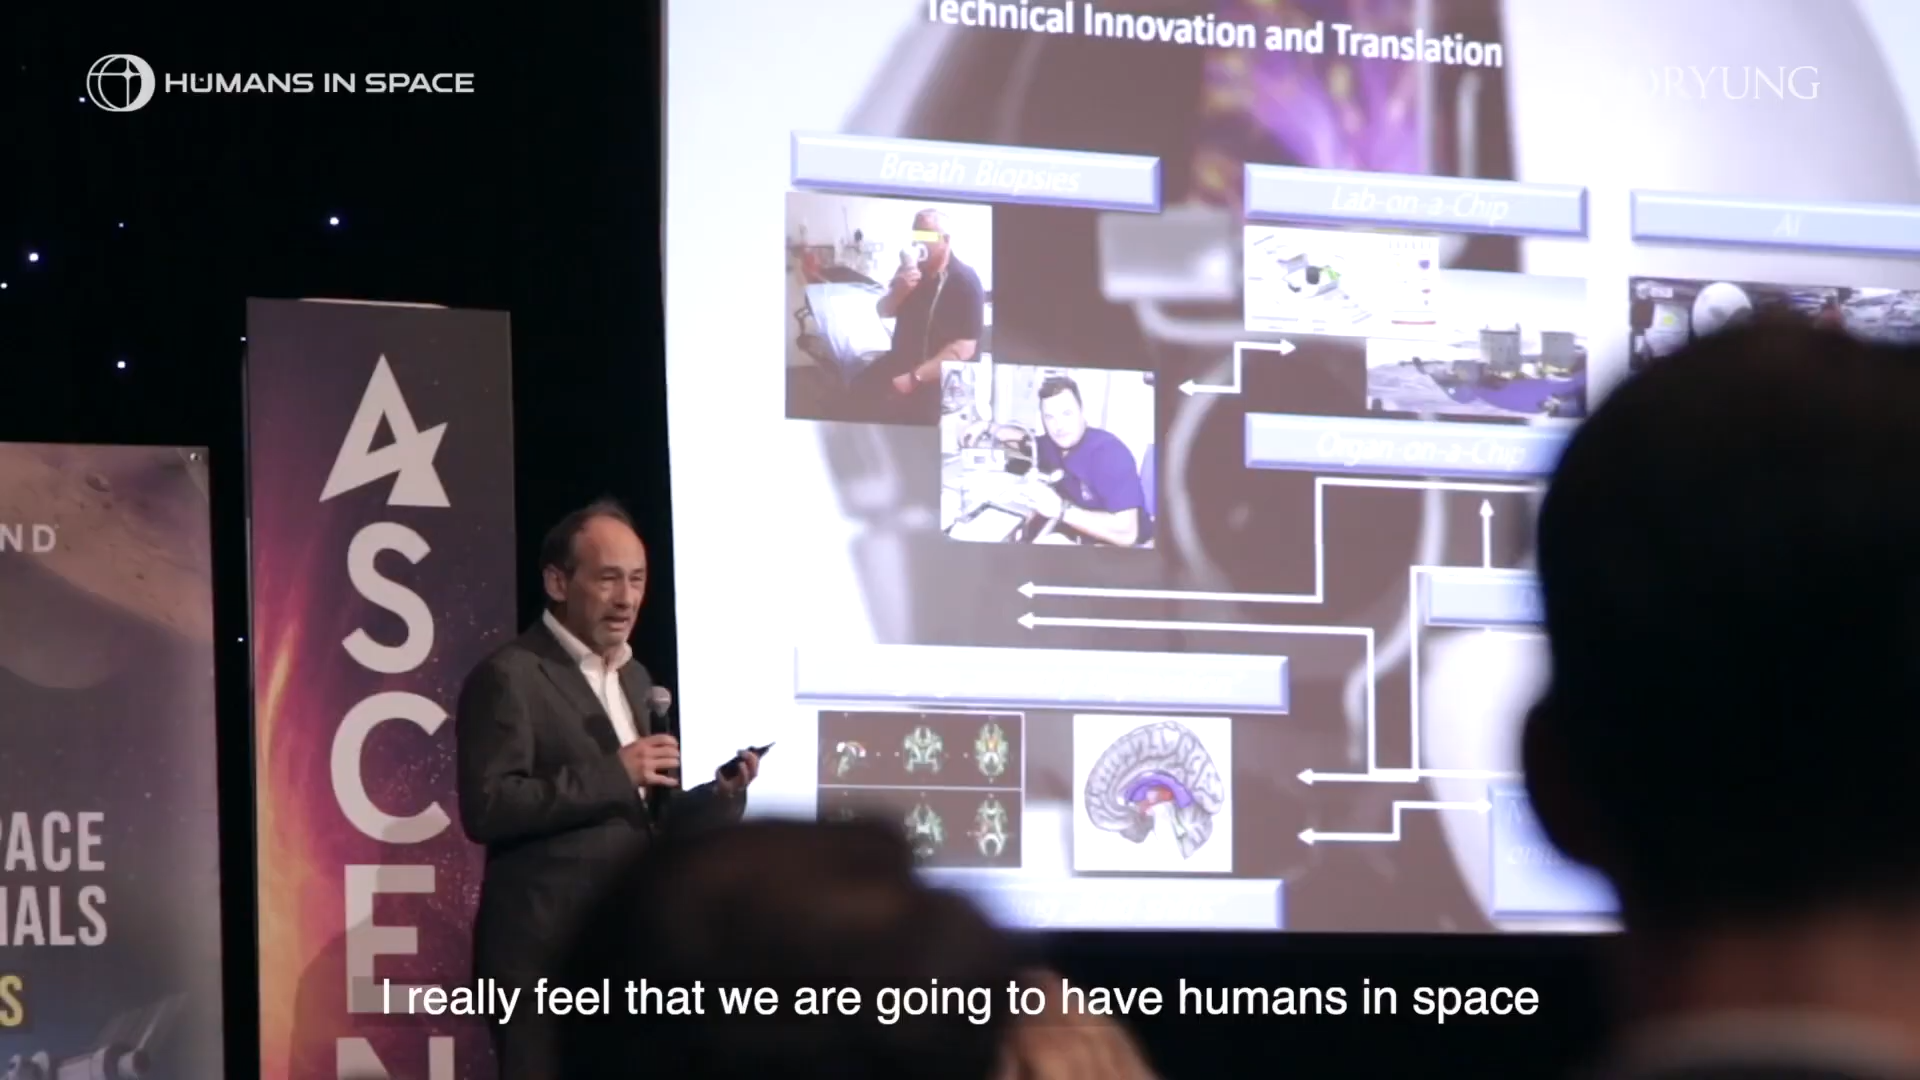 HUMANS IN SPACE
BORYUNG
Technical Innovation and Translation
Breath Biopsies
Lab-on-a-Chip
AI
Organ-on-a-Chip
ND
ASCEN
PACE
IALS
S
I really feel that we are going to have humans in space